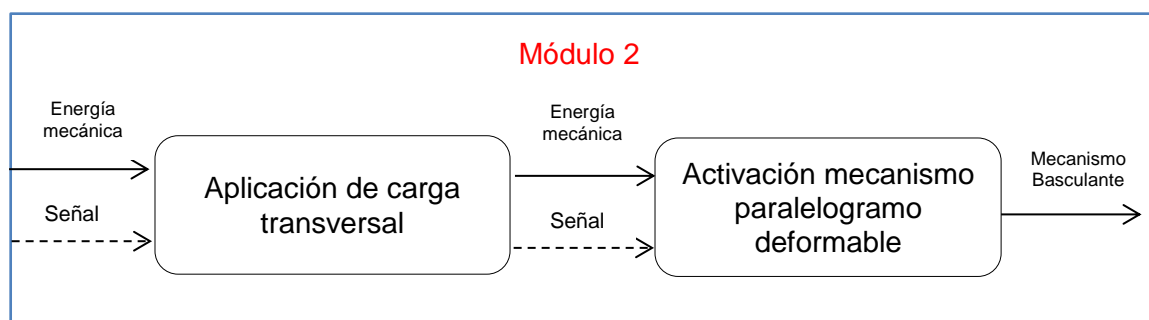 Módulo 2
Energía
mecánica
Señal
Aplicación de carga
transversal
Energía
mecánica
Señal
Activación mecanismo
paralelogramo
deformable
Mecanismo
Basculante